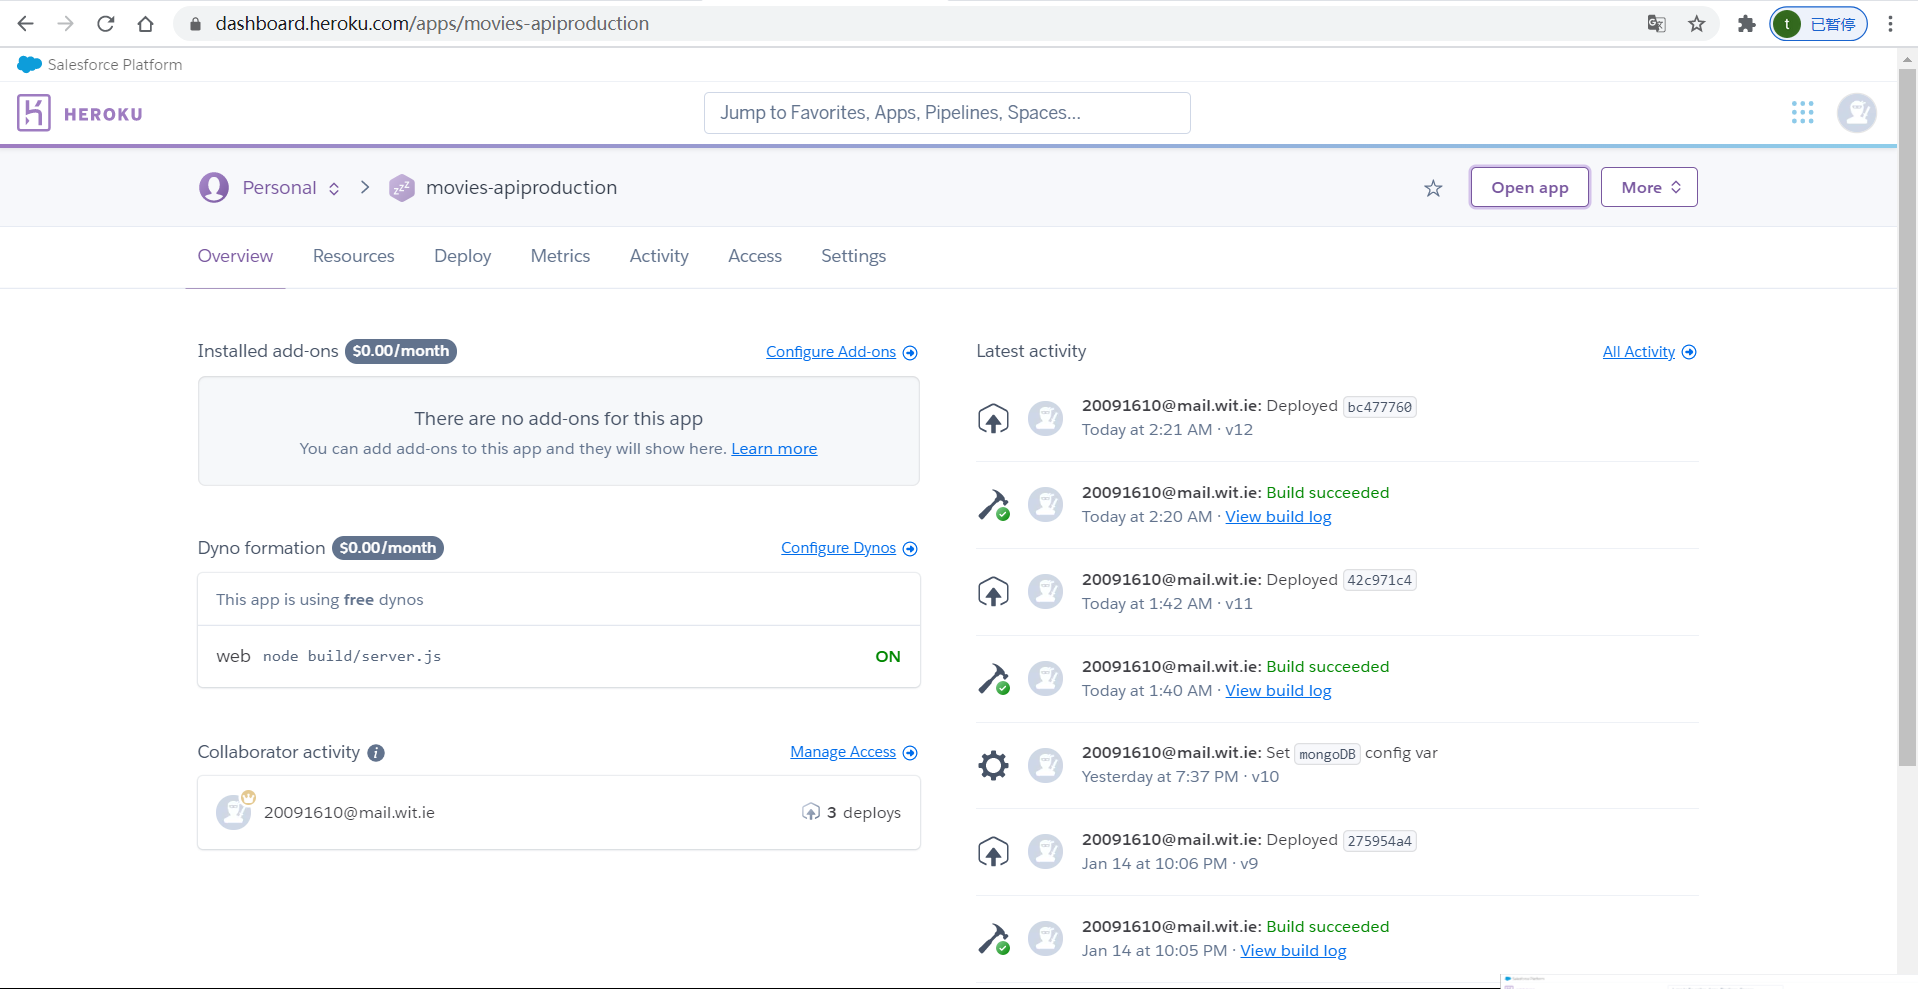 dashboard.heroku.com/apps/movies-apiproduction
t 已暂停
Salesforce Platform
HEROKU
Jump to Favorites, Apps, Pipelines, Spaces...
Personal
zzz
movies-apiproduction
Open app
More
Overview
Resources
Deploy
Metrics
Activity
Access
Settings
Installed add-ons $0.00/month
Configure Add-ons
There are no add-ons for this app
You can add add-ons to this app and they will show here. Learn more
Dyno formation $0.00/month
Configure Dynos
This app is using free dynos
web node build/server.js
ON
Collaborator activity
Manage Access
20091610@mail.wit.ie
3 deploys
Latest activity
All Activity
20091610@mail.wit.ie: Deployed bc477760
Today at 2:21 AM · v12
20091610@mail.wit.ie: Build succeeded
Today at 2:20 AM · View build log
20091610@mail.wit.ie: Deployed 42c971c4
Today at 1:42 AM · v11
20091610@mail.wit.ie: Build succeeded
Today at 1:40 AM · View build log
20091610@mail.wit.ie: Set mongoDB config var
Yesterday at 7:37 PM · v10
20091610@mail.wit.ie: Deployed 275954a4
Jan 14 at 10:06 PM · v9
20091610@mail.wit.ie: Build succeeded
Jan 14 at 10:05 PM · View build log